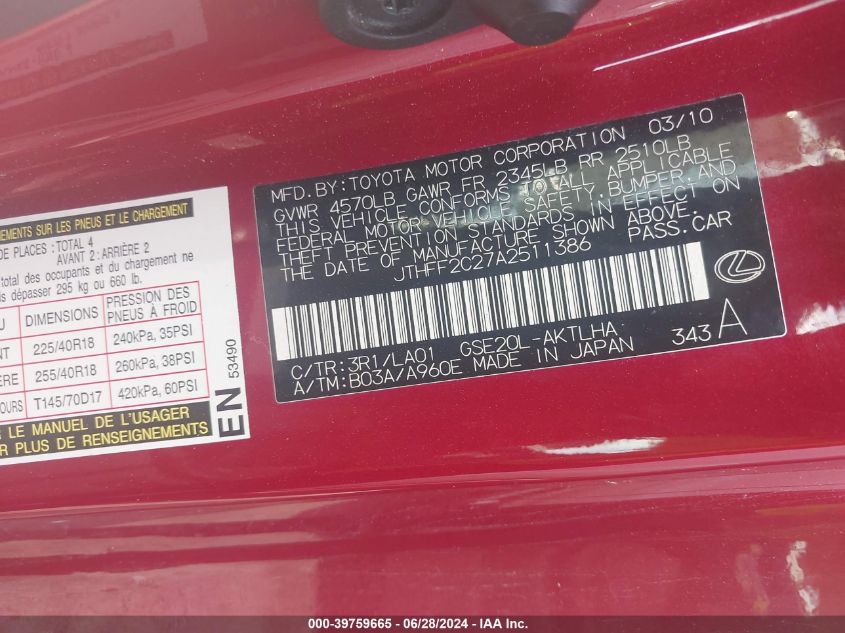 NEMENTS SUR LES PNEUS ET LE CHARGEMENT
DE PLACES : TOTAL 4
AVANT 2 : ARRIÈRE 2
total des occupants et du chargement ne
is dépasser 295 kg ou 660 lb.
U DIMENSIONS PRESSION DES PNEUS À FROID
NT 225/40R18 240kPa, 35PSI
ÈRE 255/40R18 260kPa, 38PSI
OURS T145/70D17 420kPa, 60PSI
R LE MANUEL DE L'USAGER
R PLUS DE RENSEIGNEMENTS
EN 53490
MFD. BY: TOYOTA MOTOR CORPORATION 03/10
GVWR 4570LB GAWR FR 2345LB RR 2510LB
THIS VEHICLE CONFORMS TO ALL APPLICABLE
FEDERAL MOTOR VEHICLE SAFETY, BUMPER, AND
THEFT PREVENTION STANDARDS IN EFFECT ON
THE DATE OF MANUFACTURE SHOWN ABOVE.
JTHFF2C27A2511386 PASS. CAR
C/TR: 3R1/LA01 GSE20L-AKTLHA
A/TM: B03A/A960E MADE IN JAPAN 343 A
000-39759665 - 06/28/2024 - IAA Inc.